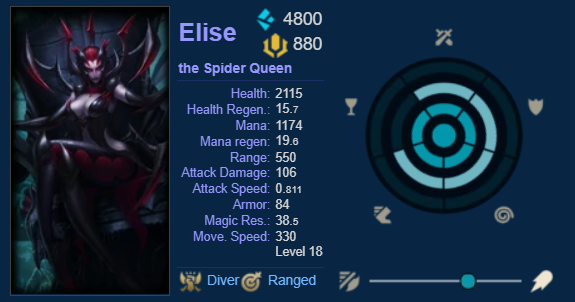 Elise
4800
880
the Spider Queen
Health: 2115
Health Regen.: 15.7
Mana: 1174
Mana regen: 19.6
Range: 550
Attack Damage: 106
Attack Speed: 0.811
Armor: 84
Magic Res.: 38.5
Move. Speed: 330
Level 18
Diver Ranged